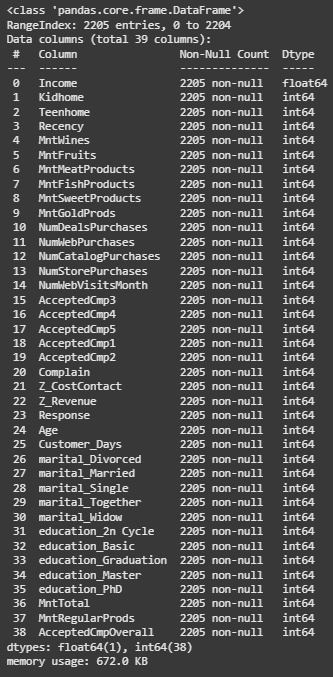 <class 'pandas.core.frame.DataFrame'>
RangeIndex: 2205 entries, 0 to 2204
Data columns (total 39 columns):
 #   Column               Non-Null Count  Dtype
---  ------               --------------  -----
 0   Income               2205 non-null   float64
 1   Kidhome              2205 non-null   int64
 2   Teenhome             2205 non-null   int64
 3   Recency              2205 non-null   int64
 4   MntWines             2205 non-null   int64
 5   MntFruits            2205 non-null   int64
 6   MntMeatProducts      2205 non-null   int64
 7   MntFishProducts      2205 non-null   int64
 8   MntSweetProducts     2205 non-null   int64
 9   MntGoldProds         2205 non-null   int64
 10  NumDealsPurchases    2205 non-null   int64
 11  NumWebPurchases      2205 non-null   int64
 12  NumCatalogPurchases  2205 non-null   int64
 13  NumStorePurchases    2205 non-null   int64
 14  NumWebVisitsMonth    2205 non-null   int64
 15  AcceptedCmp3         2205 non-null   int64
 16  AcceptedCmp4         2205 non-null   int64
 17  AcceptedCmp5         2205 non-null   int64
 18  AcceptedCmp1         2205 non-null   int64
 19  AcceptedCmp2         2205 non-null   int64
 20  Complain             2205 non-null   int64
 21  Z_CostContact        2205 non-null   int64
 22  Z_Revenue            2205 non-null   int64
 23  Response             2205 non-null   int64
 24  Age                  2205 non-null   int64
 25  Customer_Days        2205 non-null   int64
 26  marital_Divorced     2205 non-null   int64
 27  marital_Married      2205 non-null   int64
 28  marital_Single       2205 non-null   int64
 29  marital_Together     2205 non-null   int64
 30  marital_Widow        2205 non-null   int64
 31  education_2n Cycle   2205 non-null   int64
 32  education_Basic      2205 non-null   int64
 33  education_Graduation 2205 non-null   int64
 34  education_Master     2205 non-null   int64
 35  education_PhD        2205 non-null   int64
 36  MntTotal             2205 non-null   int64
 37  MntRegularProds      2205 non-null   int64
 38  AcceptedCmpOverall   2205 non-null   int64
dtypes: float64(1), int64(38)
memory usage: 672.0 KB